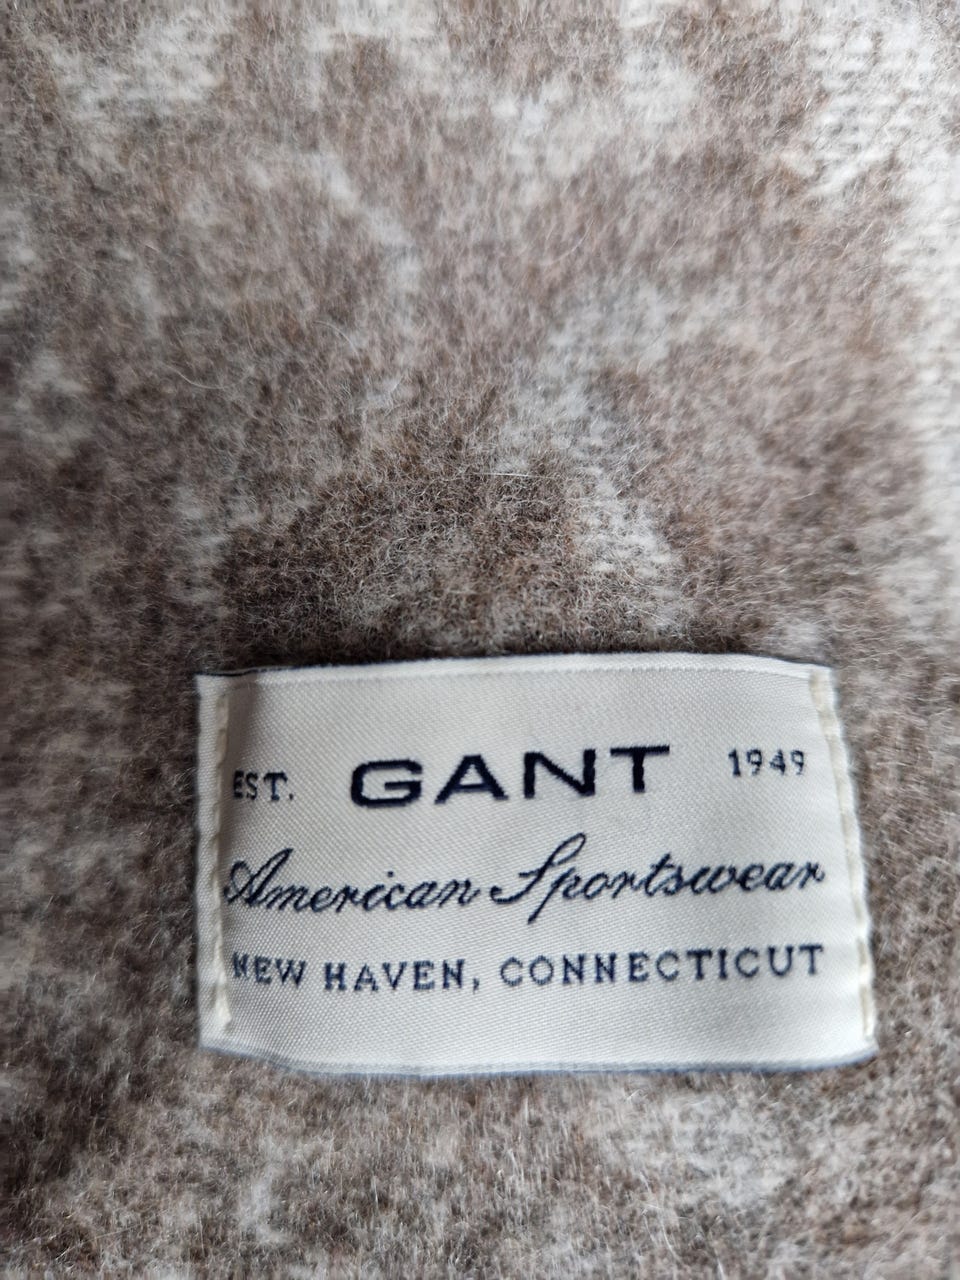 EST. GANT 1949
American Sportswear
NEW HAVEN, CONNECTICUT